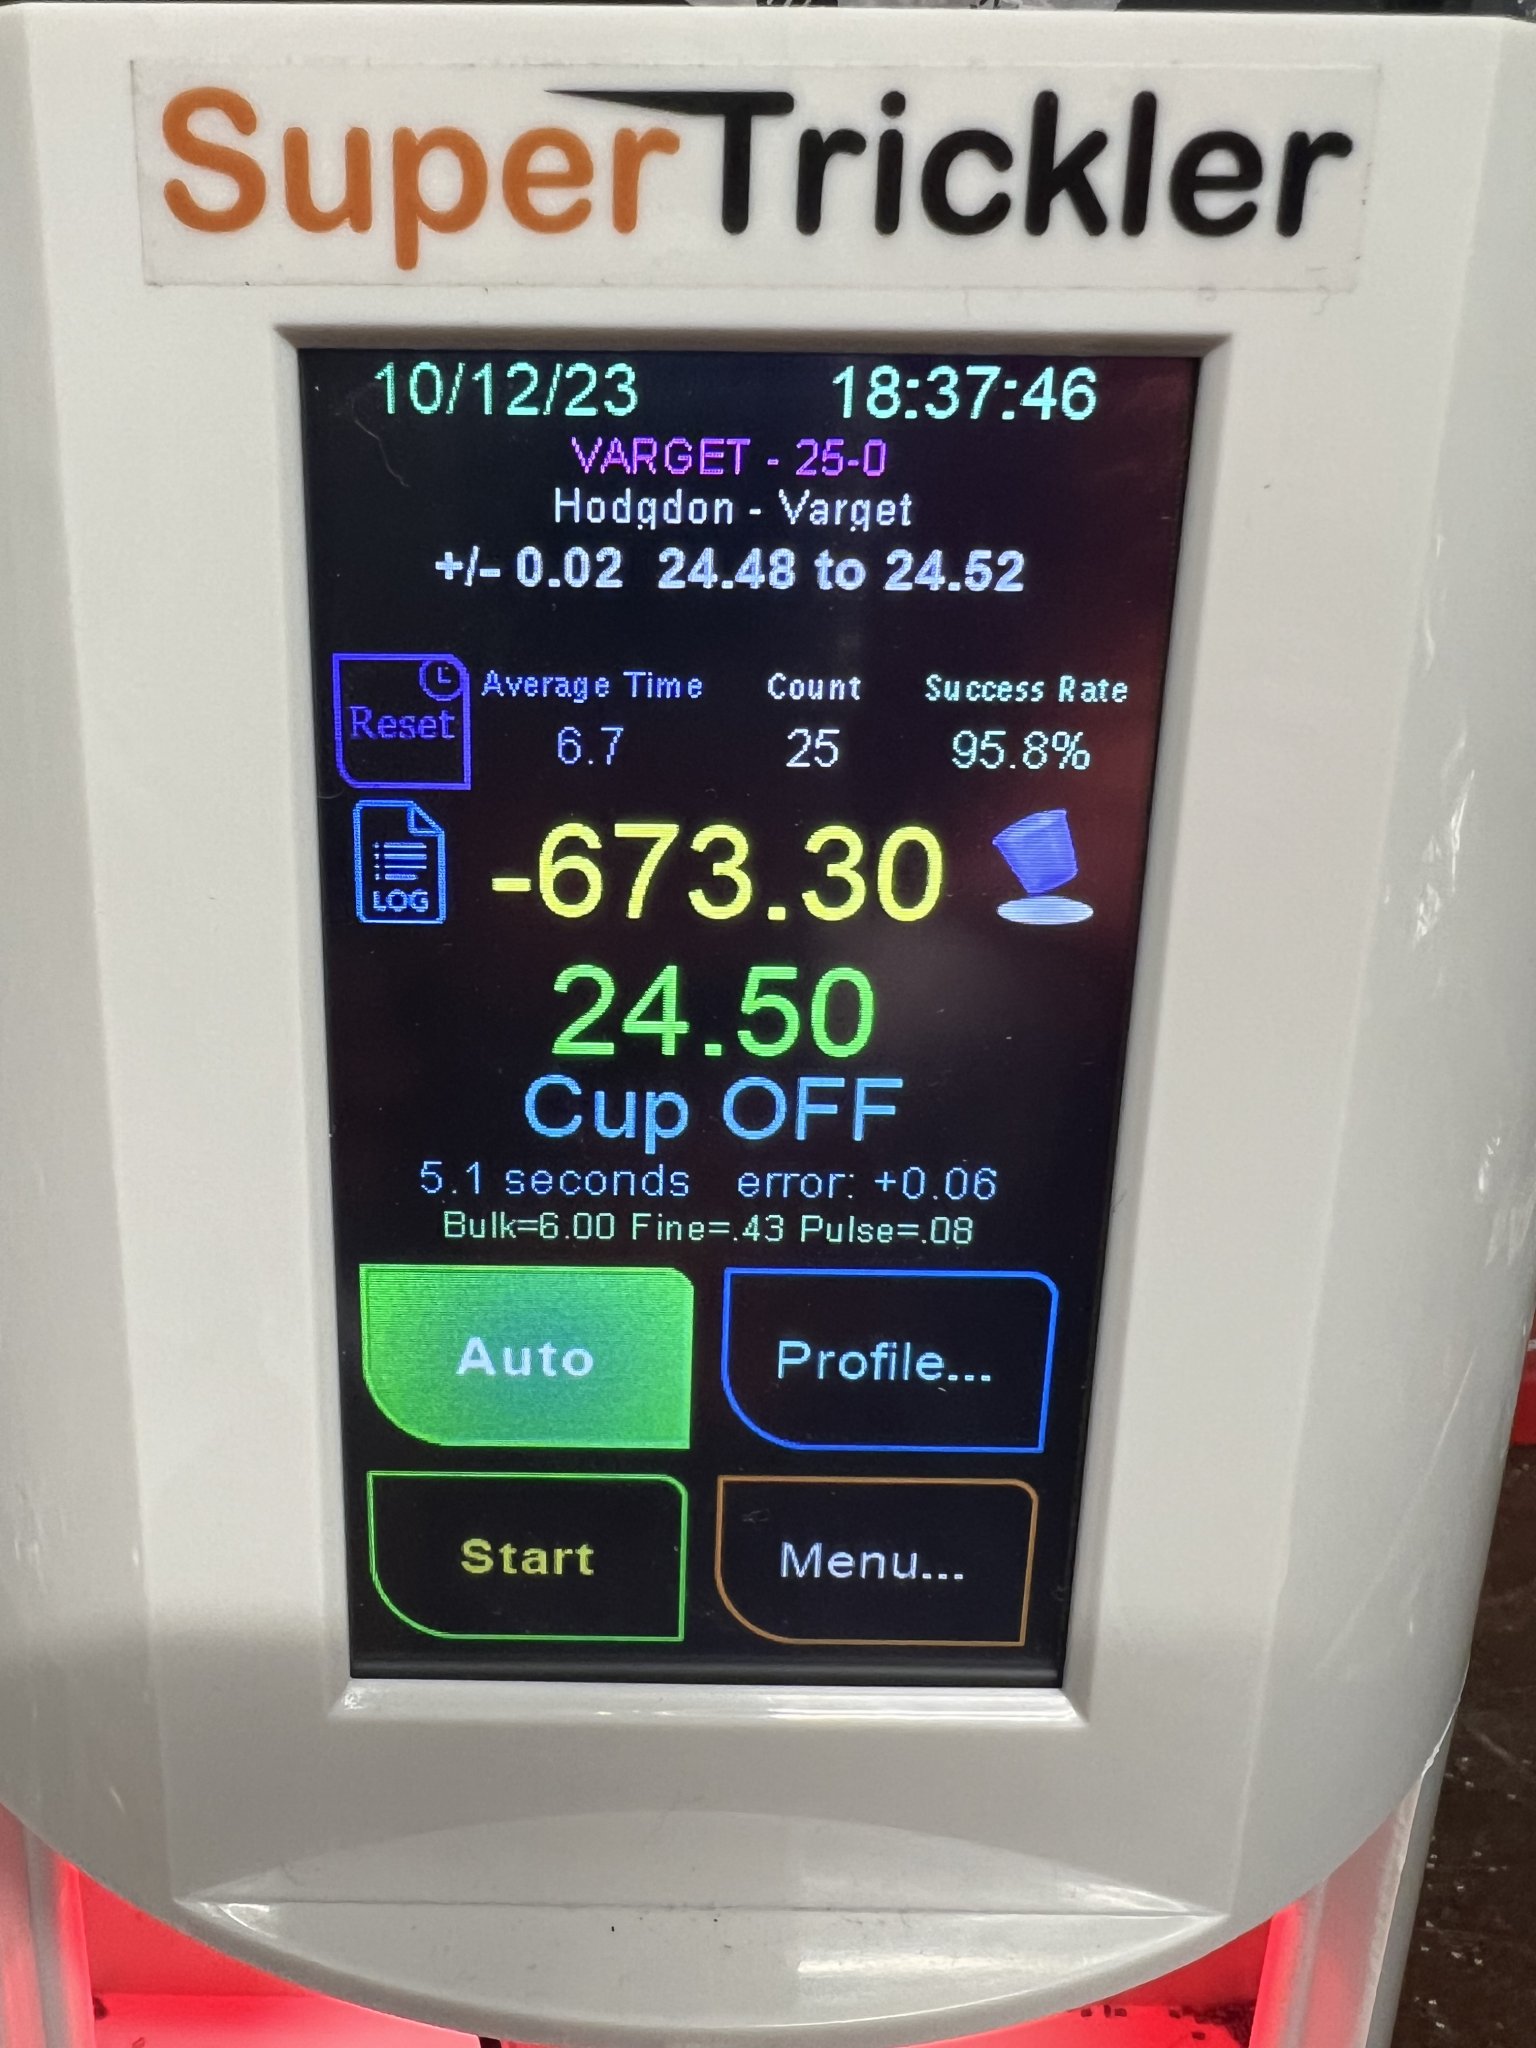 SuperTrickler
10/12/23 18:37:46
VARGET - 25-0
Hodgdon - Varget
+/- 0.02 24.48 to 24.52
Reset
Average Time Count Success Rate
6.7 25 95.8%
LOG
-673.30
24.50
Cup OFF
5.1 seconds error: +0.06
Bulk=6.00 Fine=.43 Pulse=.08
Auto Profile...
Start Menu...